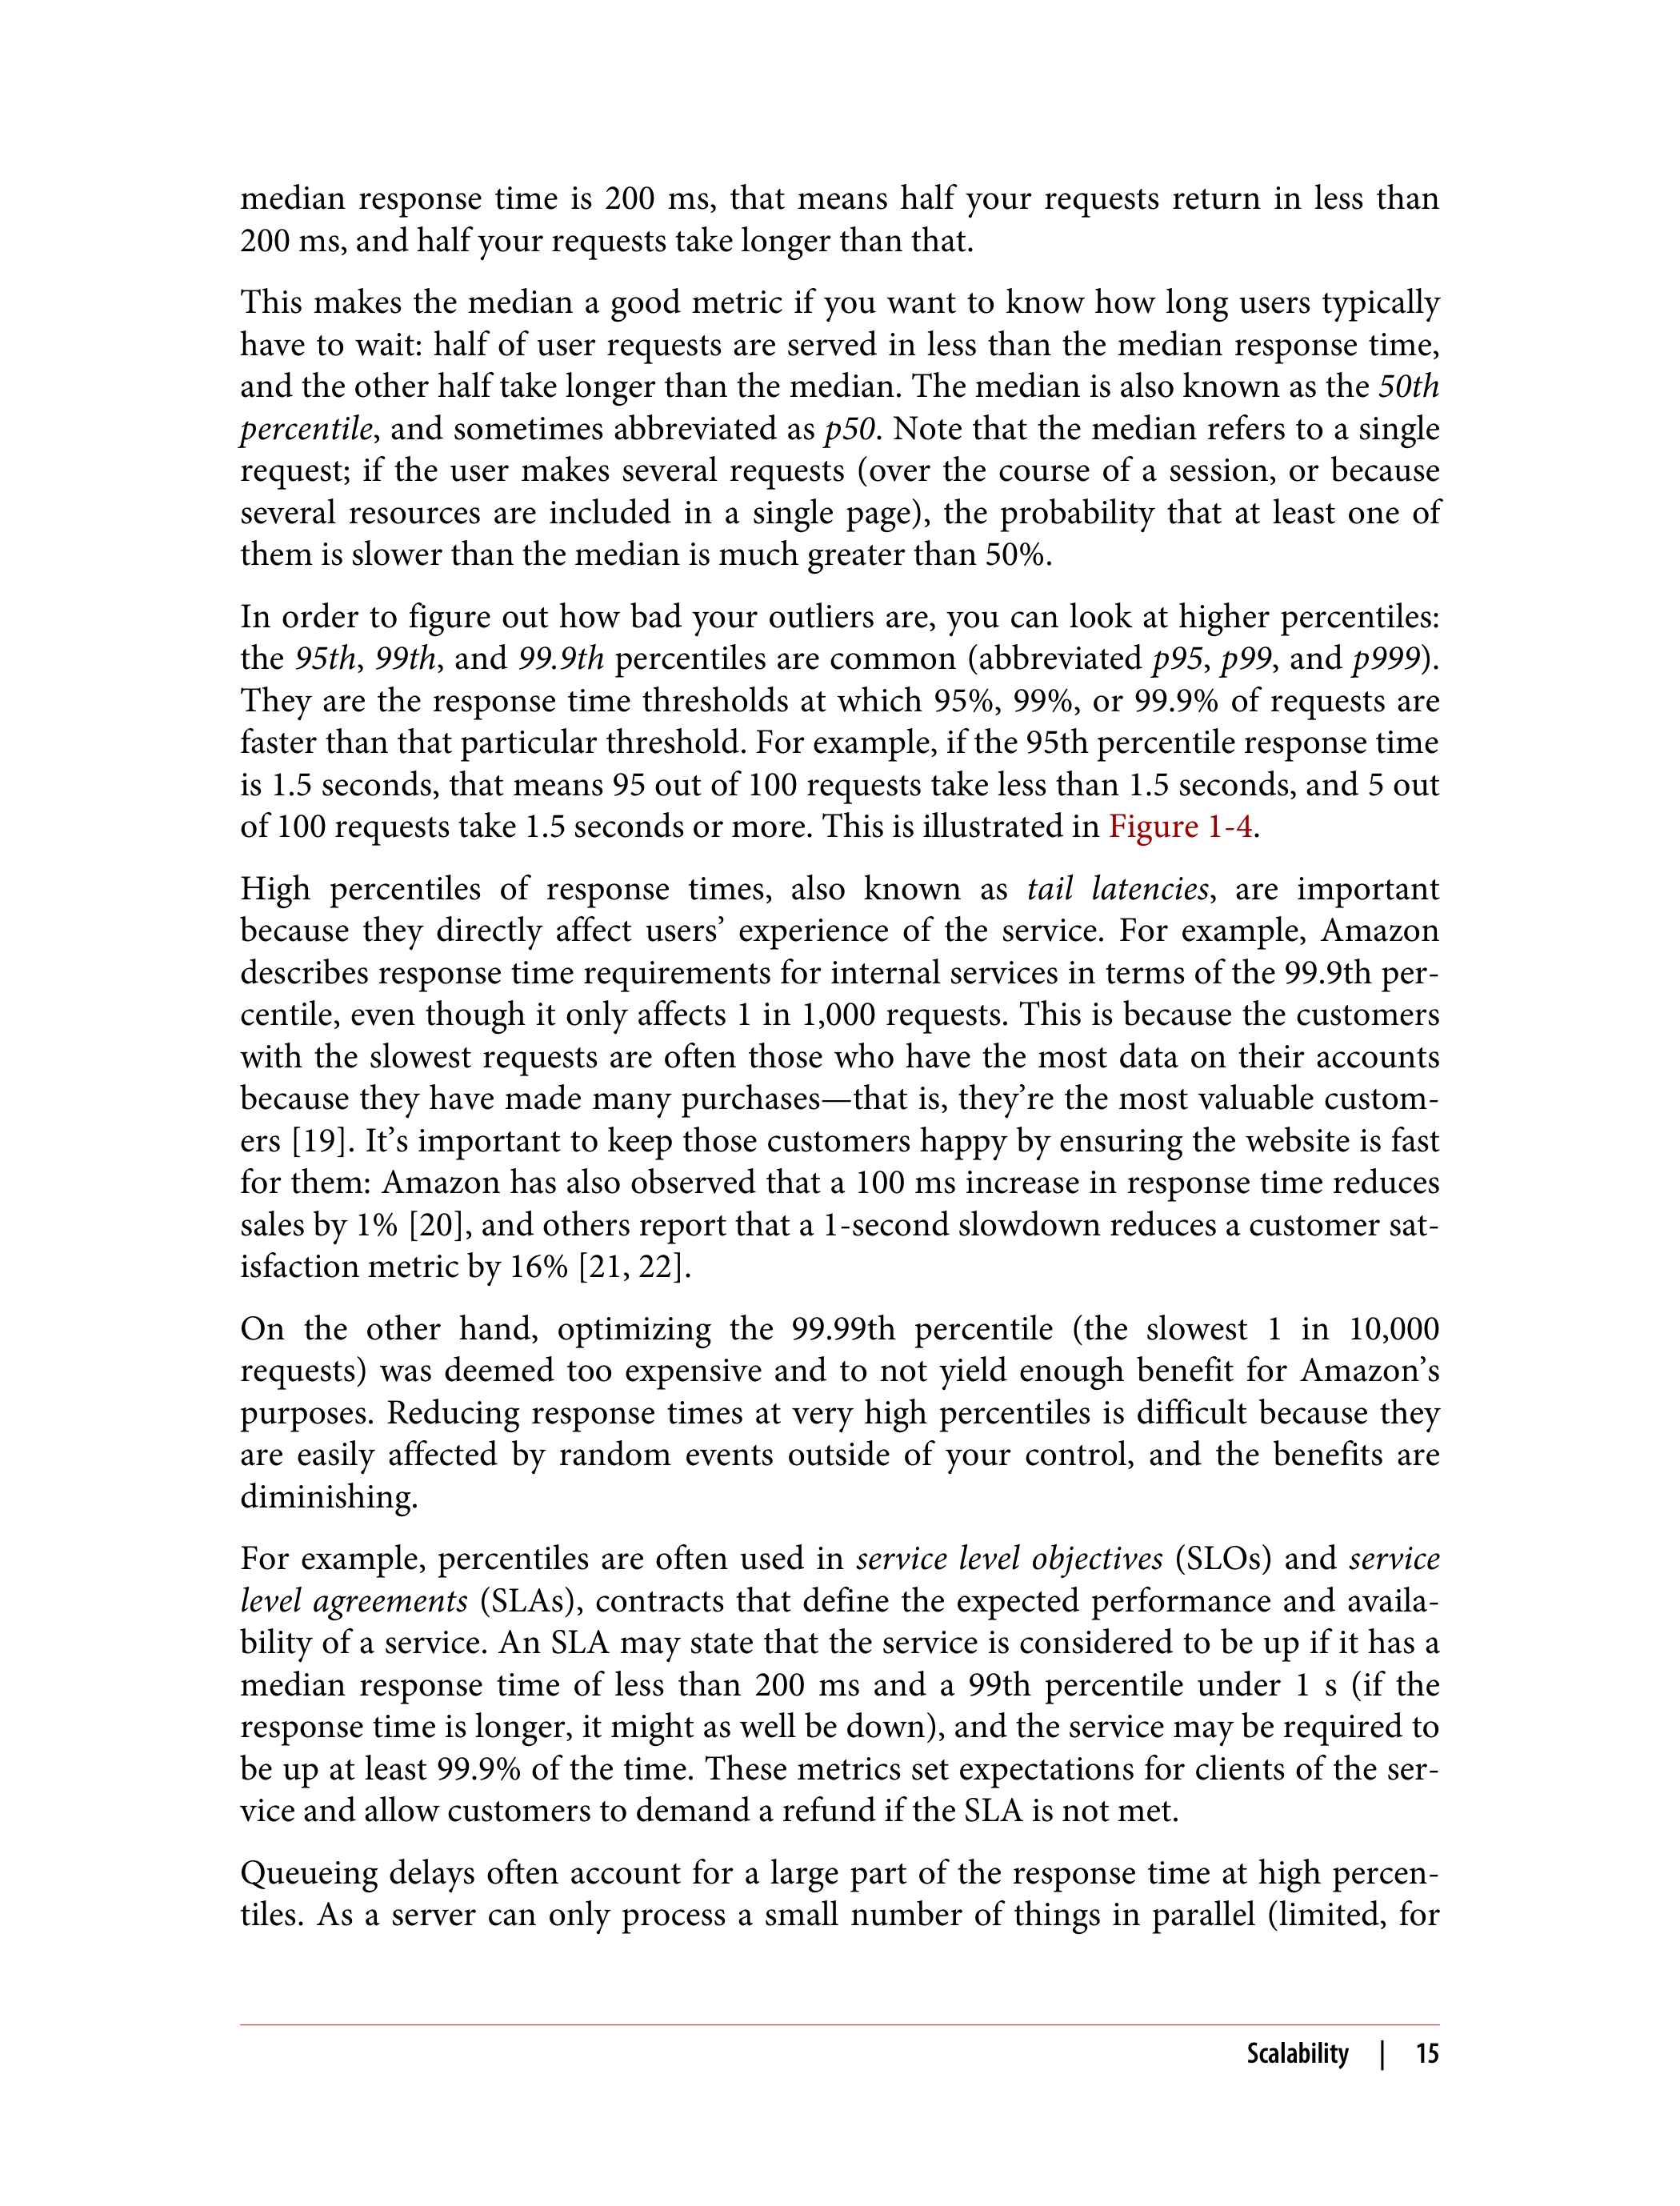 median response time is 200 ms, that means half your requests return in less than
200 ms, and half your requests take longer than that.
This makes the median a good metric if you want to know how long users typically
have to wait: half of user requests are served in less than the median response time,
and the other half take longer than the median. The median is also known as the 50th
percentile, and sometimes abbreviated as p50. Note that the median refers to a single
request; if the user makes several requests (over the course of a session, or because
several resources are included in a single page), the probability that at least one of
them is slower than the median is much greater than 50%.
In order to figure out how bad your outliers are, you can look at higher percentiles:
the 95th, 99th, and 99.9th percentiles are common (abbreviated p95, p99, and p999).
They are the response time thresholds at which 95%, 99%, or 99.9% of requests are
faster than that particular threshold. For example, if the 95th percentile response time
is 1.5 seconds, that means 95 out of 100 requests take less than 1.5 seconds, and 5 out
of 100 requests take 1.5 seconds or more. This is illustrated in Figure 1-4.
High percentiles of response times, also known as tail latencies, are important
because they directly affect users’ experience of the service. For example, Amazon
describes response time requirements for internal services in terms of the 99.9th per-
centile, even though it only affects 1 in 1,000 requests. This is because the customers
with the slowest requests are often those who have the most data on their accounts
because they have made many purchases—that is, they’re the most valuable custom-
ers [19]. It’s important to keep those customers happy by ensuring the website is fast
for them: Amazon has also observed that a 100 ms increase in response time reduces
sales by 1% [20], and others report that a 1-second slowdown reduces a customer sat-
isfaction metric by 16% [21, 22].
On the other hand, optimizing the 99.99th percentile (the slowest 1 in 10,000
requests) was deemed too expensive and to not yield enough benefit for Amazon’s
purposes. Reducing response times at very high percentiles is difficult because they
are easily affected by random events outside of your control, and the benefits are
diminishing.
For example, percentiles are often used in service level objectives (SLOs) and service
level agreements (SLAs), contracts that define the expected performance and availa-
bility of a service. An SLA may state that the service is considered to be up if it has a
median response time of less than 200 ms and a 99th percentile under 1 s (if the
response time is longer, it might as well be down), and the service may be required to
be up at least 99.9% of the time. These metrics set expectations for clients of the ser-
vice and allow customers to demand a refund if the SLA is not met.
Queueing delays often account for a large part of the response time at high percen-
tiles. As a server can only process a small number of things in parallel (limited, for
Scalability | 15